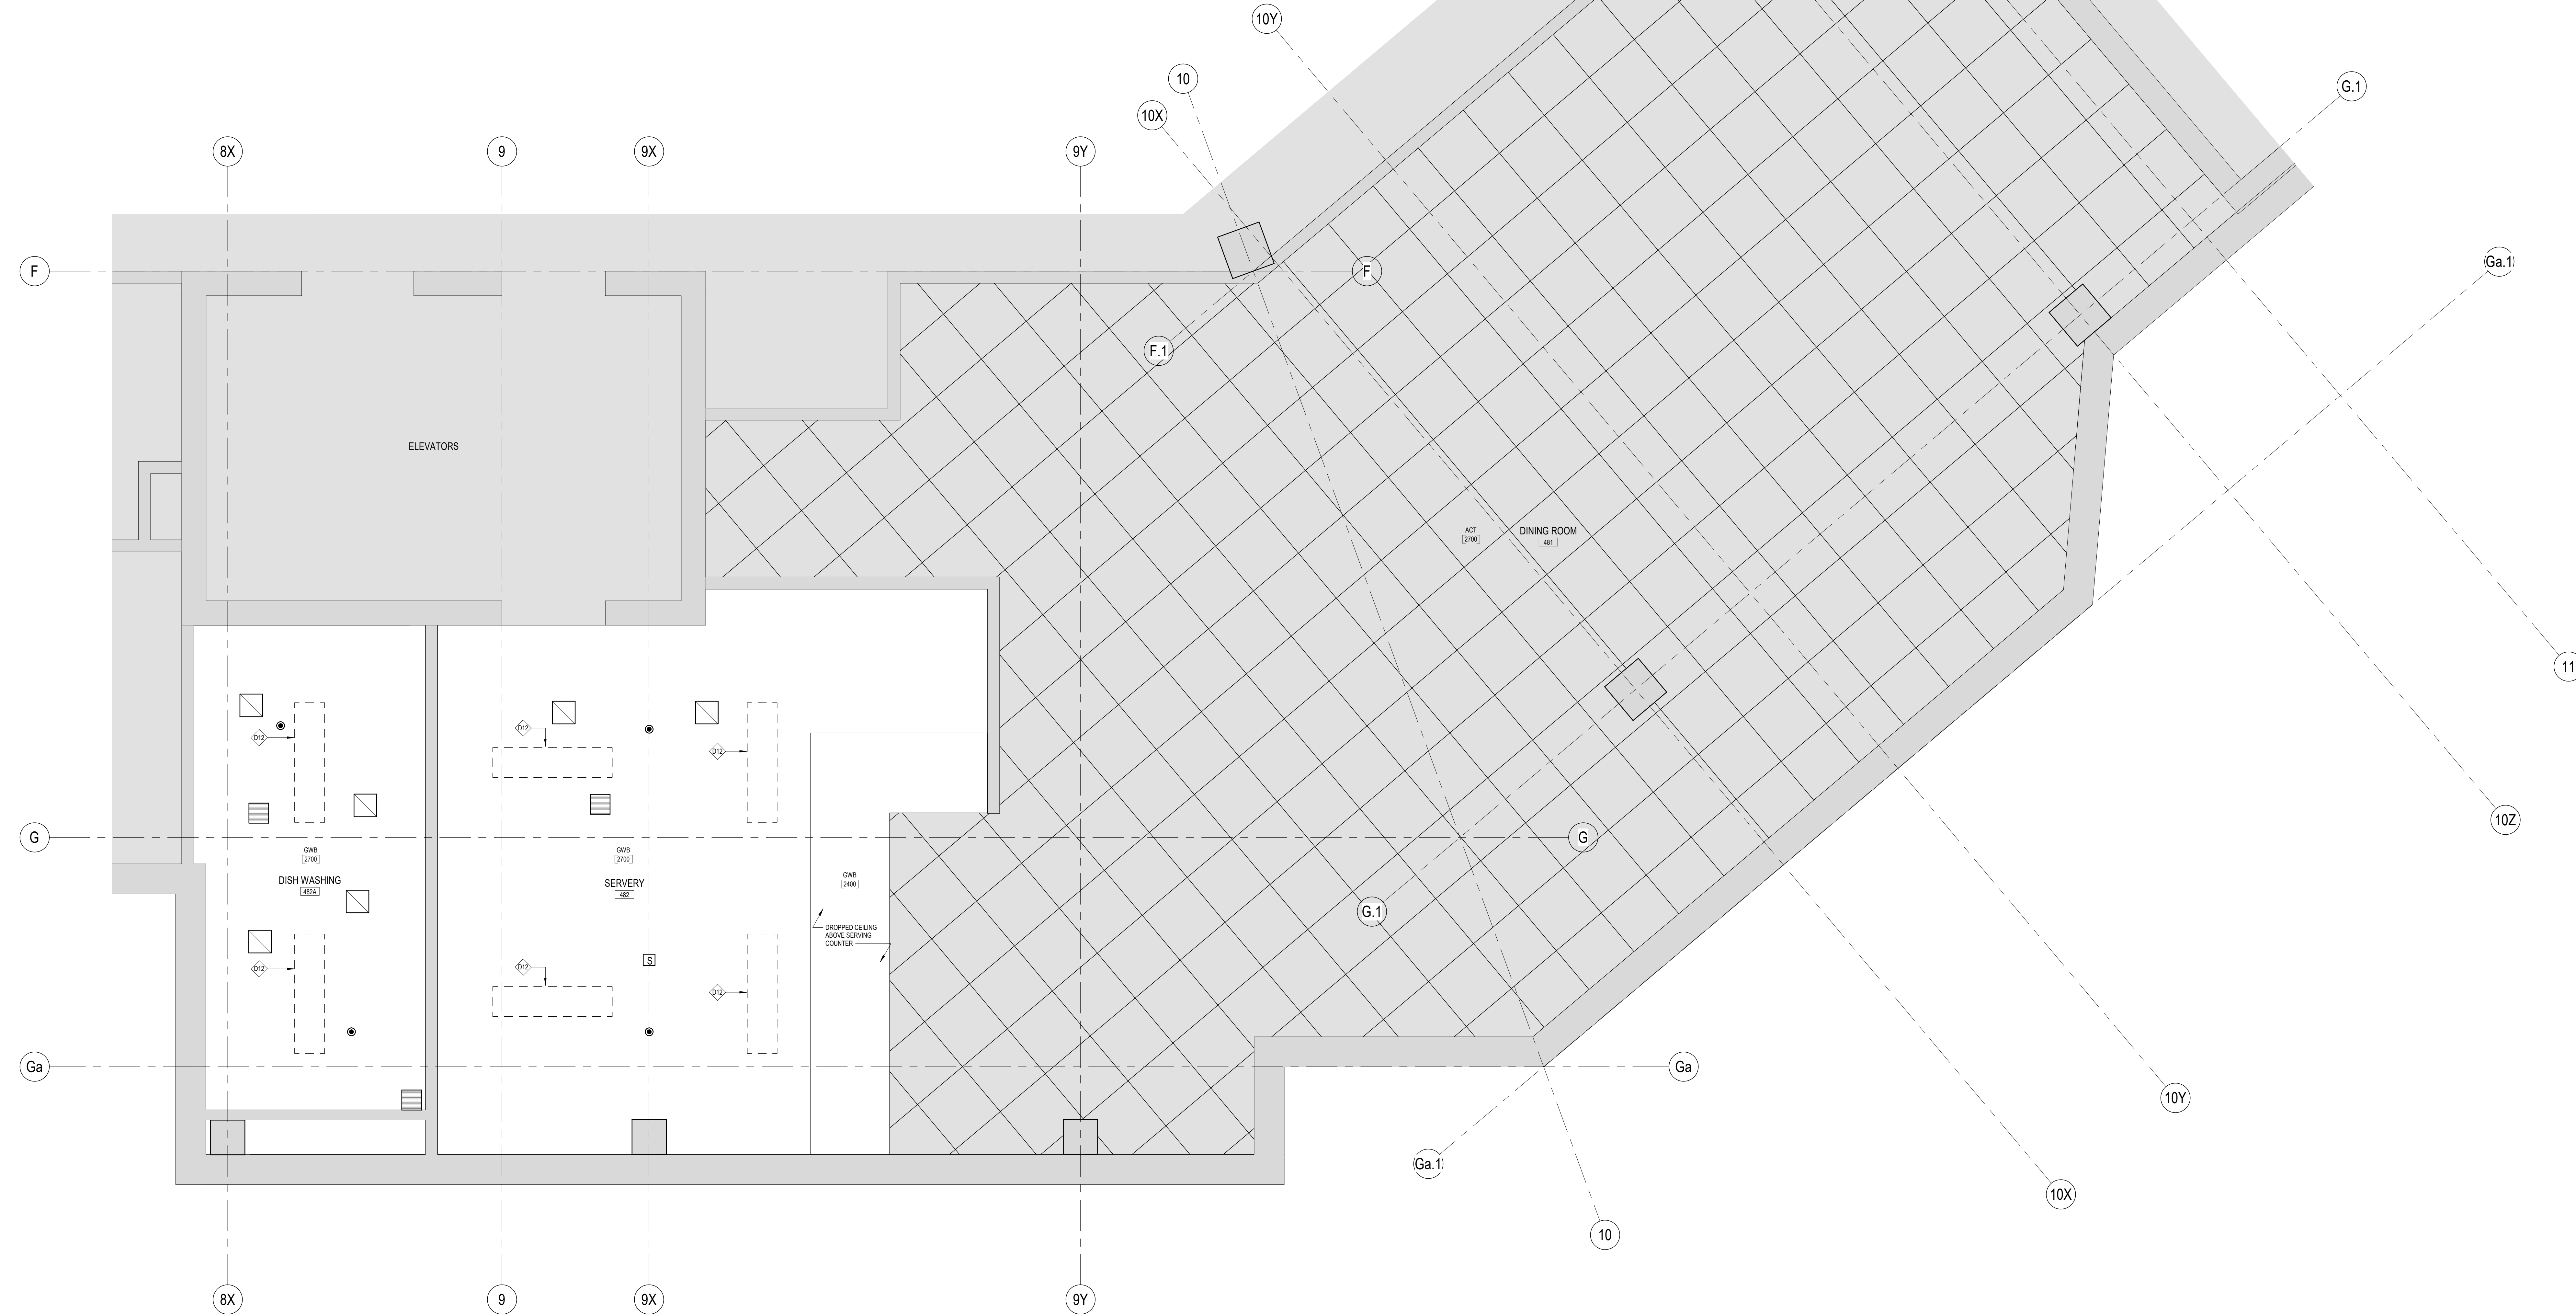 10Y
10
G.1
10X
8X
9
9X
9Y
Ga.1
F
F
F.1
ELEVATORS
ACT
2700
DINING ROOM
481
11
D12
D12
D12
D12
10Z
G
G
GWB
2700
DISH WASHING
482A
GWB
2700
SERVERY
482
GWB
2400
G.1
DROPPED CEILING
ABOVE SERVING
COUNTER
S
D12
D12
D12
Ga
Ga
10Y
Ga.1
10X
10
8X
9
9X
9Y